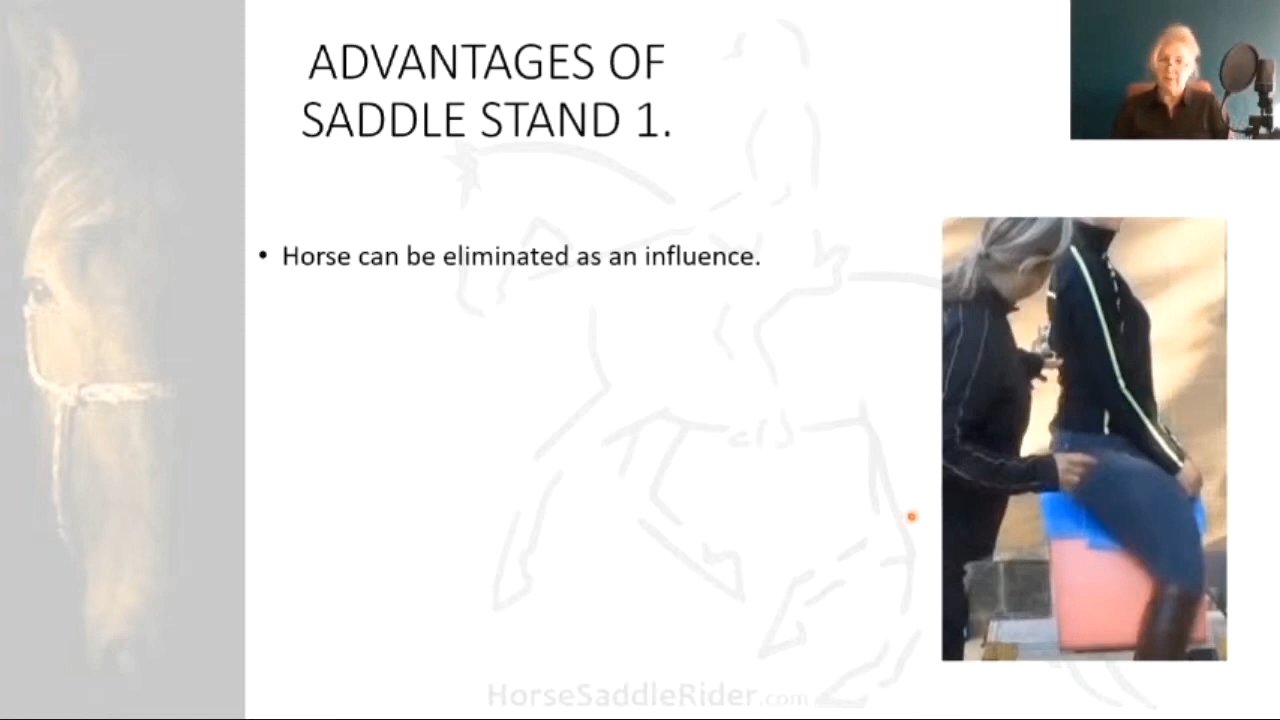 ADVANTAGES OF
SADDLE STAND 1.
• Horse can be eliminated as an influence.
HorseSaddleRider.com